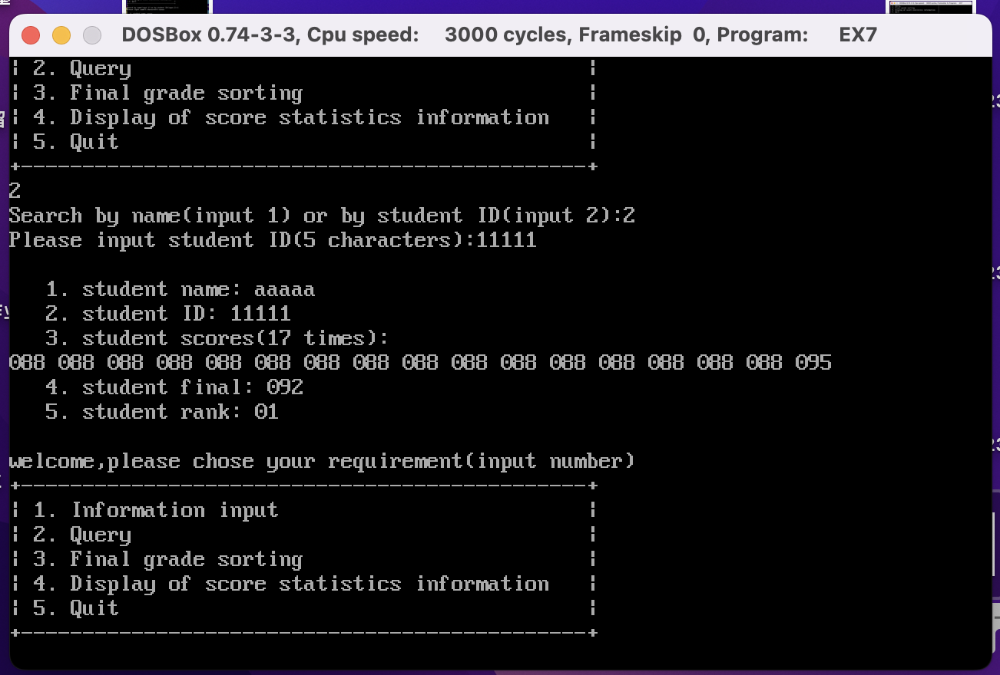 DOSBox 0.74-3-3, Cpu speed: 3000 cycles, Frameskip 0, Program: EX7
¦ 2. Query ¦
¦ 3. Final grade sorting ¦
¦ 4. Display of score statistics information ¦
¦ 5. Quit ¦
+----------------------------------------------+
2
Search by name(input 1) or by student ID(input 2):2
Please input student ID(5 characters):11111
1. student name: aaaaa
2. student ID: 11111
3. student scores(17 times):
088 088 088 088 088 088 088 088 088 088 088 088 088 088 088 088 095
4. student final: 092
5. student rank: 01
welcome,please chose your requirement(input number)
+----------------------------------------------+
¦ 1. Information input ¦
¦ 2. Query ¦
¦ 3. Final grade sorting ¦
¦ 4. Display of score statistics information ¦
¦ 5. Quit ¦
+----------------------------------------------+